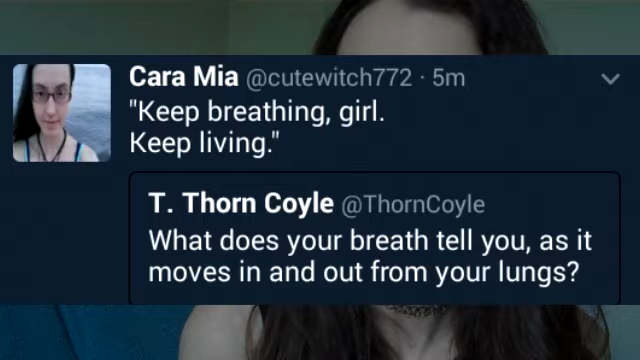 Cara Mia @cutewitch772 · 5m
"Keep breathing, girl.
Keep living."
T. Thorn Coyle @ThornCoyle
What does your breath tell you, as it
moves in and out from your lungs?